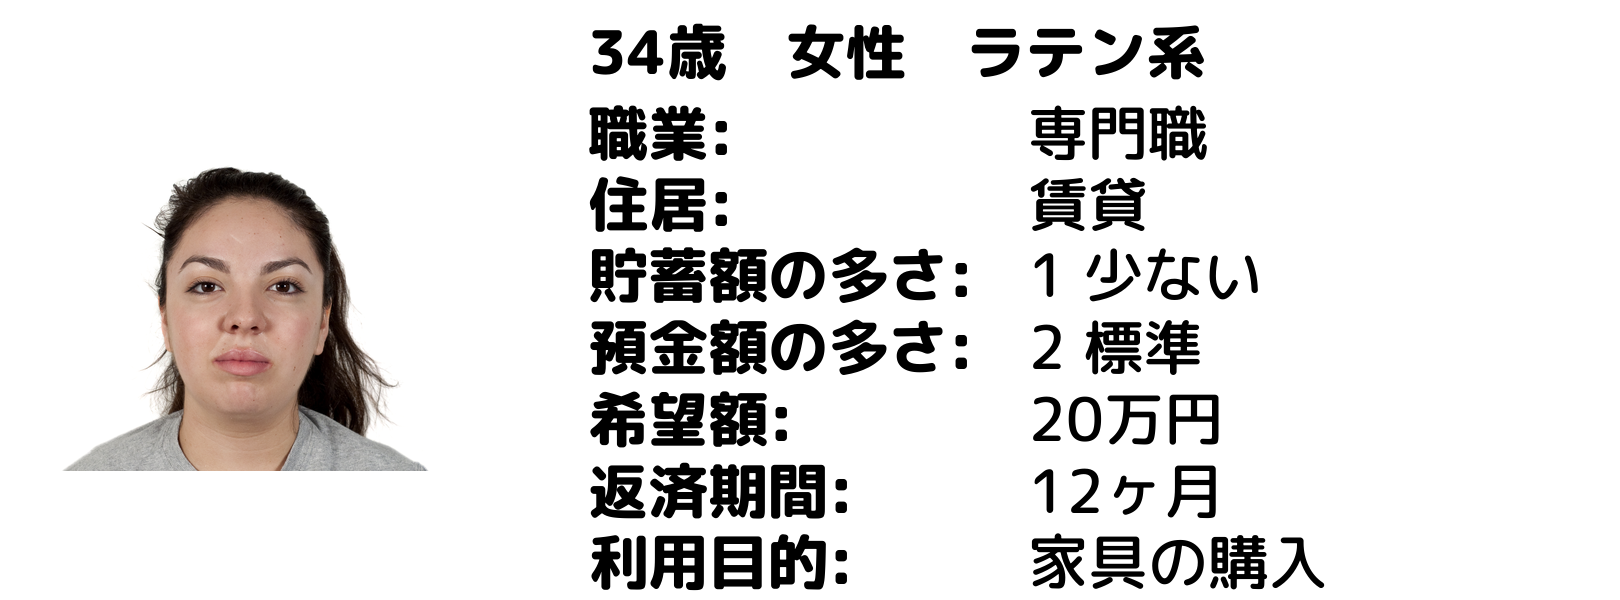 34歳　女性　ラテン系
職業: 専門職
住居: 賃貸
貯蓄額の多さ: 1 少ない
預金額の多さ: 2 標準
希望額: 20万円
返済期間: 12ヶ月
利用目的: 家具の購入